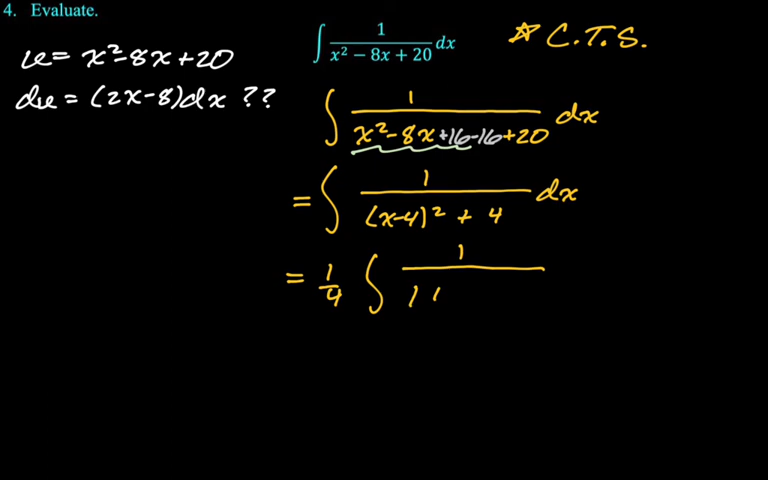 4. Evaluate.
∫ 1/(x² − 8x + 20) dx
☆ C.T.S.
u = x² - 8x + 20
du = (2x - 8)dx ??
∫ 1/(x² - 8x + 16 - 16 + 20) dx
= ∫ 1/((x-4)² + 4) dx
= 1/4 ∫ 1/